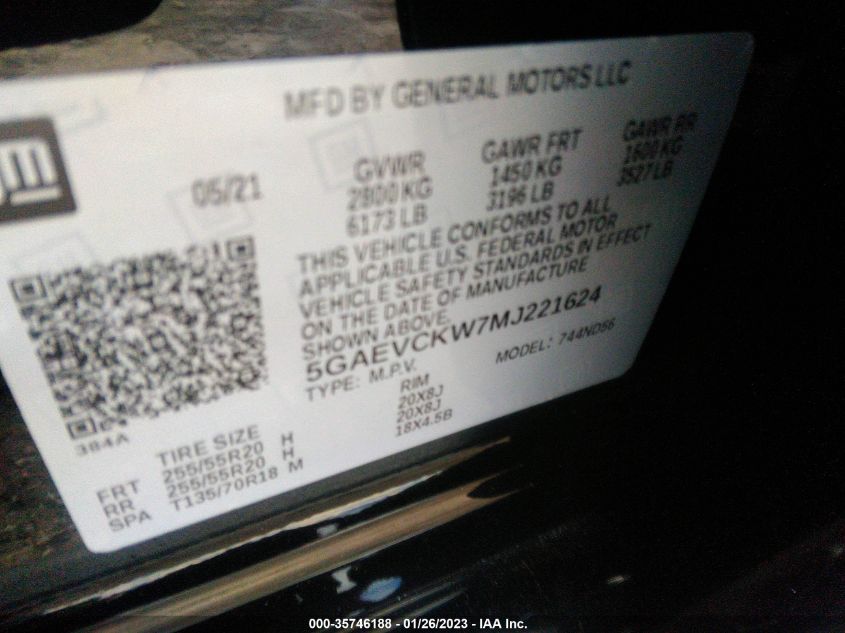 MFD BY GENERAL MOTORS LLC
GM
05/21
GVWR GAWR FRT GAWR RR
2800 KG 1450 KG 1600 KG
6173 LB 3196 LB 3527 LB
THIS VEHICLE CONFORMS TO ALL
APPLICABLE U.S. FEDERAL MOTOR
VEHICLE SAFETY STANDARDS IN EFFECT
ON THE DATE OF MANUFACTURE
SHOWN ABOVE.
5GAEVCKW7MJ221624
TYPE: M.P.V. MODEL: 744ND56
384A
TIRE SIZE RIM
FRT 255/55R20 H 20X8J
RR 255/55R20 H 20X8J
SPA T135/70R18 M 18X4.5B
000-35746188 - 01/26/2023 - IAA Inc.